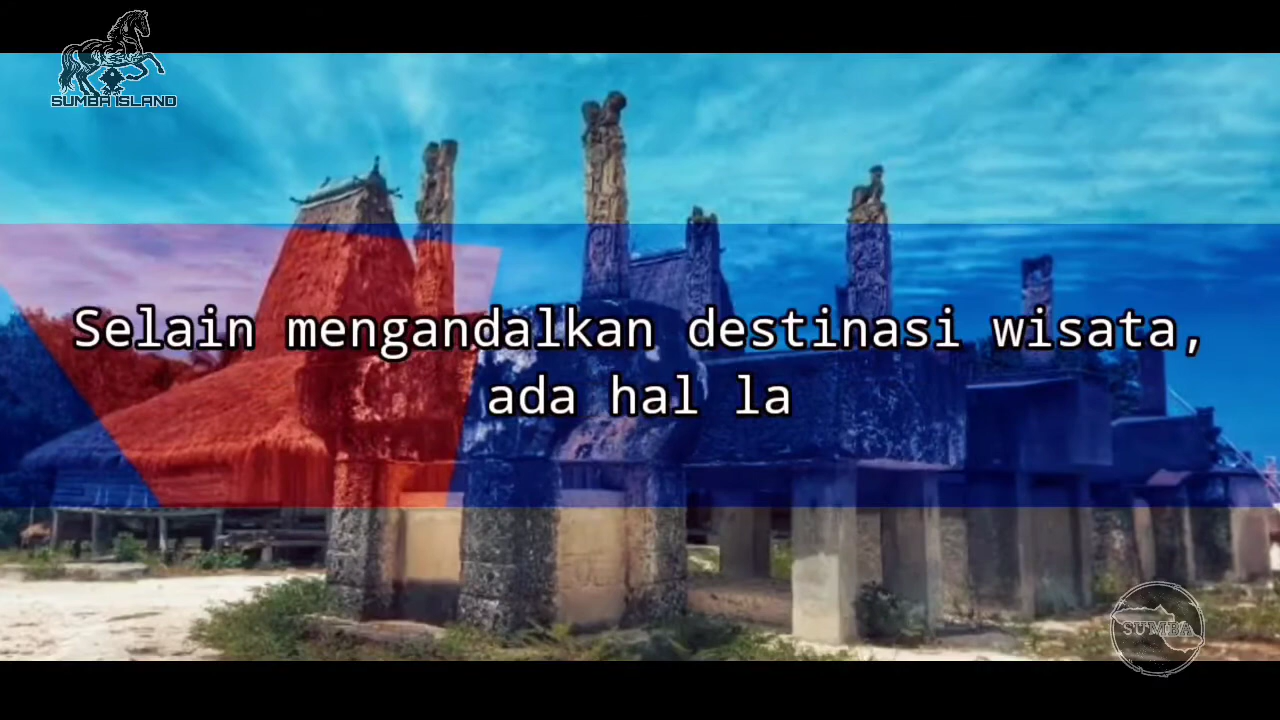 SUMBA ISLAND
Selain mengandalkan destinasi wisata,
ada hal la
SUMBA